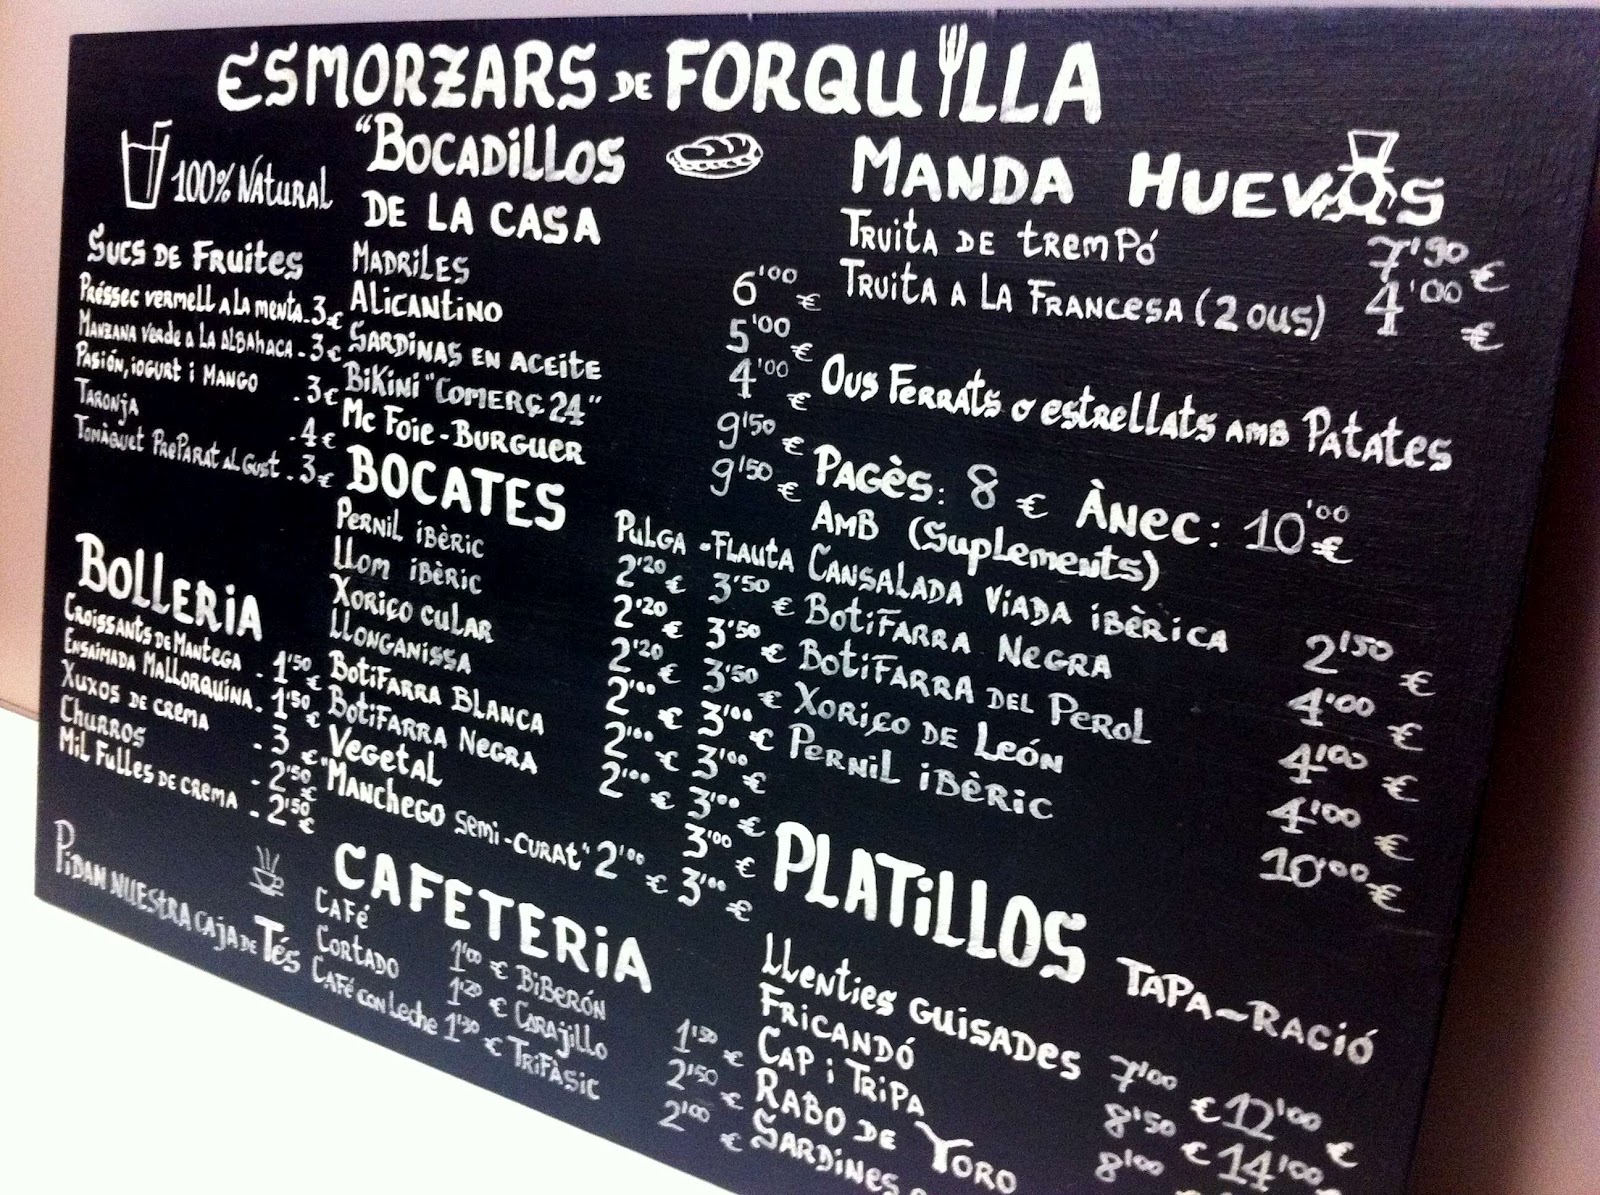 ESMORZARS DE FORQUILLA
100% NATURAL
SUCS DE FRUITES
PRÉSSEC VERMELL A LA MENTA - 3€
MANZANA VERDE A LA ALBAHACA - 3€
PASIÓN, IOGURT I MANGO - 3€
TARONJA - 4€
TOMÀQUET PREPARAT AL GUST - 3€
BOLLERIA
CROISSANTS DE MANTEGA - 1'50 €
ENSAÏMADA MALLORQUINA - 1'50 €
XUXOS DE CREMA - 3 €
CHURROS - 2'50 €
MIL FULLES DE CREMA - 2'50 €
PIDAN NUESTRA CAJA DE TÉS
"BOCADILLOS
DE LA CASA
MADRILES 6'00 €
ALICANTINO 5'00 €
SARDINAS EN ACEITE 4'00 €
BIKINI "COMERÇ 24" 9'50 €
MC FOIE-BURGUER 9'50 €
BOCATES PULGA - FLAUTA
PERNIL IBÈRIC 2'20 € 3'50 €
LLOM IBÈRIC 2'20 € 3'50 €
XORIÇO CULAR 2'20 € 3'50 €
LLONGANISSA 2'00 € 3'00 €
BOTIFARRA BLANCA 2'00 € 3'00 €
BOTIFARRA NEGRA 2'00 € 3'00 €
VEGETAL 3'00 €
"MANCHEGO SEMI-CURAT" 2'00 € 3'00 €
CAFETERIA
CAFÉ 1'00 €
CORTADO 1'20 €
CAFÉ CON LECHE 1'30 €
BIBERÓN 1'50 €
CARAJILLO 2'50 €
TRIFÀSIC 2'00 €
MANDA HUEVOS
TRUITA DE TREMPÓ 7'90 €
TRUITA A LA FRANCESA (2 OUS) 4'00 €
OUS FERRATS O ESTRELLATS AMB PATATES
PAGÈS: 8 € ÀNEC: 10'00 €
AMB (SUPLEMENTS)
CANSALADA VIADA IBÈRICA 2'50 €
BOTIFARRA NEGRA 4'00 €
BOTIFARRA DEL PEROL 4'00 €
XORIÇO DE LEÓN 4'00 €
PERNIL IBÈRIC 10'00 €
PLATILLOS TAPA - RACIÓ
LLENTIES GUISADES 7'00 € 12'00 €
FRICANDÓ 8'50 € 14'00 €
CAP I TRIPA 8'00
RABO DE TORO
SARDINES